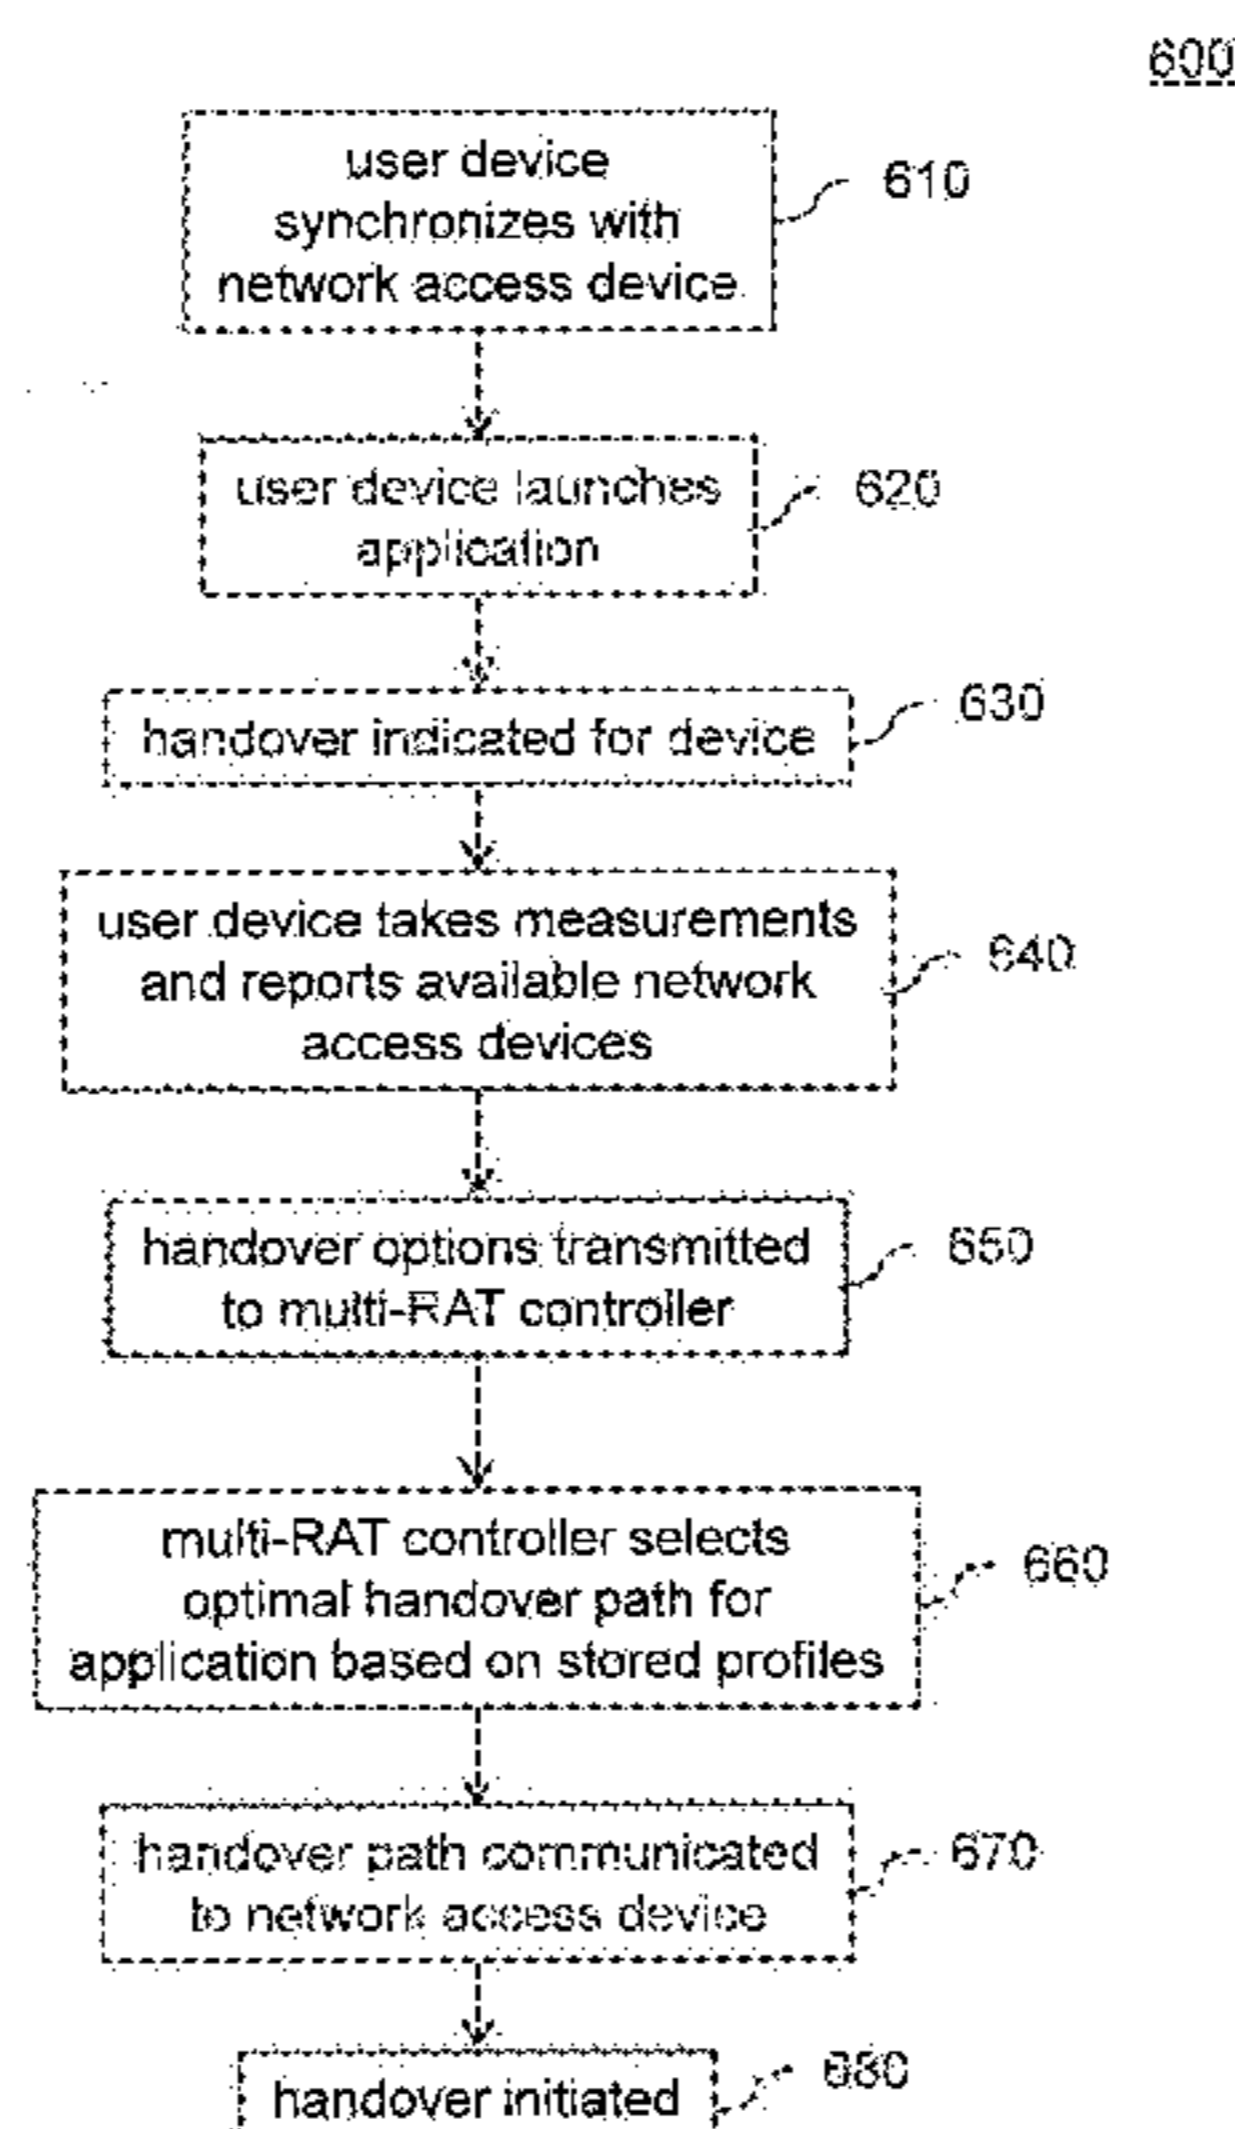 600
user device
synchronizes with
network access device
610
user device launches
application
620
handover indicated for device
630
user device takes measurements
and reports available network
access devices
640
handover options transmitted
to multi-RAT controller
650
multi-RAT controller selects
optimal handover path for
application based on stored profiles
660
handover path communicated
to network access device
670
handover initiated
680